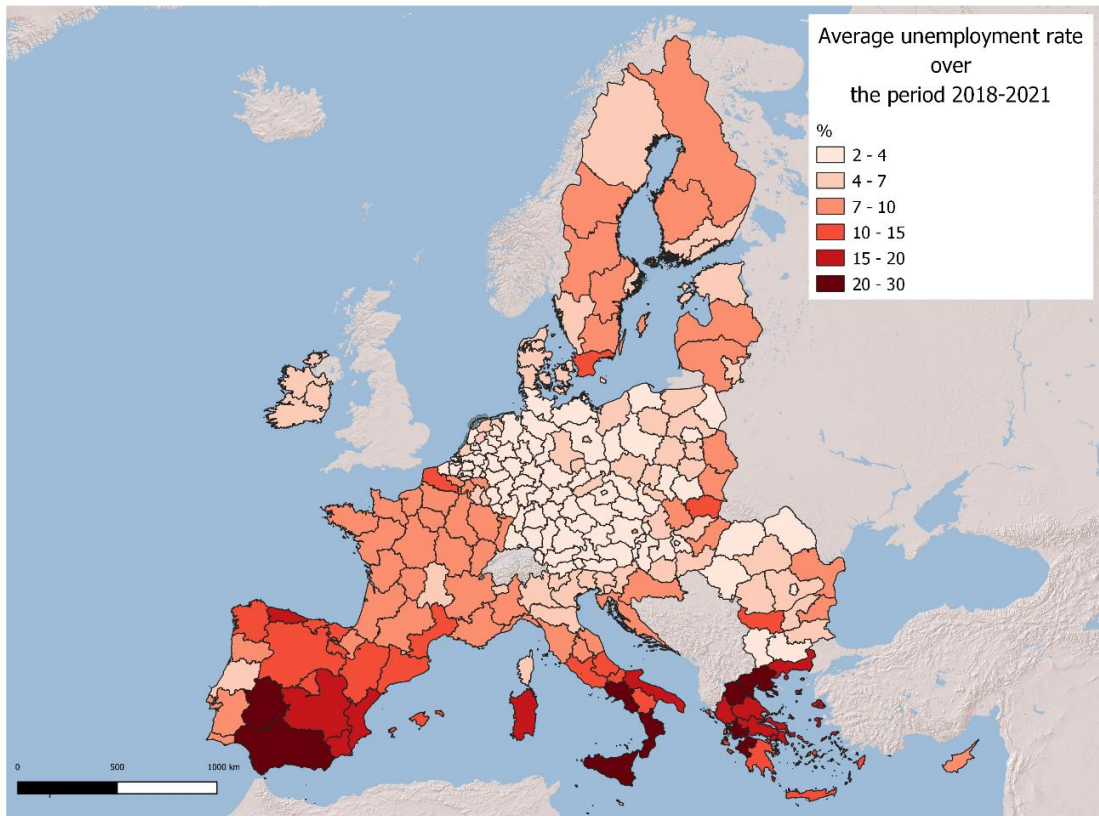 Average unemployment rate
over
the period 2018-2021
%
2 - 4
4 - 7
7 - 10
10 - 15
15 - 20
20 - 30
0 500 1000 km